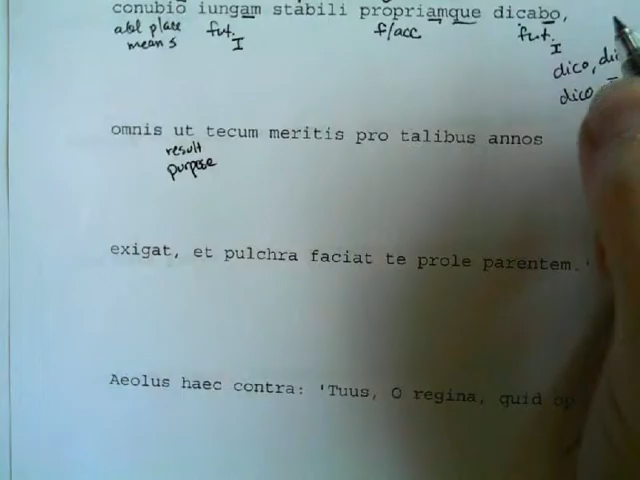 conubio iungam stabili propriamque dicabo,
abl place fut. f/acc fut.
means I I
dico, di
dico
omnis ut tecum meritis pro talibus annos
result
purpose
exigat, et pulchra faciat te prole parentem.'
Aeolus haec contra: 'Tuus, O regina, quid op